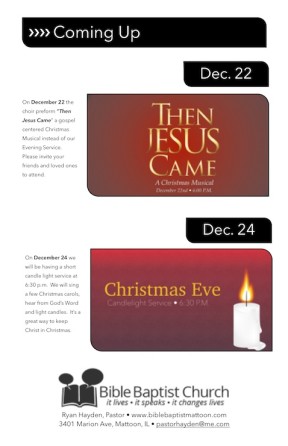 ›››› Coming Up
Dec. 22
On December 22 the
choir preform "Then
Jesus Came" a gospel
centered Christmas
Musical instead of our
Evening Service.
Please invite your
friends and loved ones
to attend.
THEN
JESUS
CAME
A Christmas Musical
December 22nd • 6:00 P.M.
Dec. 24
On December 24 we
will be having a short
candle light service at
6:30 p.m. We will sing
a few Christmas carols,
hear from God's Word
and light candles. It's a
great way to keep
Christ in Christmas.
Christmas Eve
Candlelight Service • 6:30 P.M
Bible Baptist Church
it lives • it speaks • it changes lives
Ryan Hayden, Pastor • www.biblebaptistmattoon.com
3401 Marion Ave, Mattoon, IL • pastorhayden@me.com